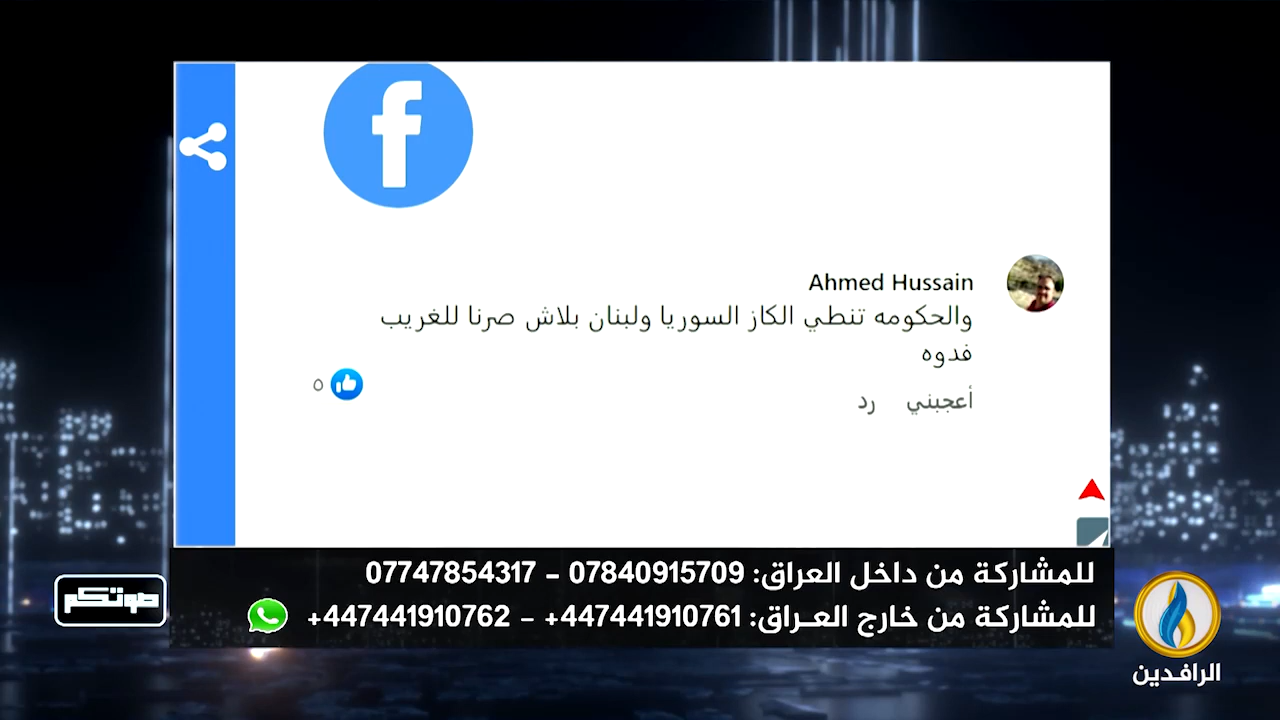 Ahmed Hussain
والحكومه تنطي الكاز السوريا ولبنان بلاش صرنا للغريب
فدوه
أعجبني رد
٥
للمشاركة من داخل العراق: 07840915709 - 07747854317
للمشاركة من خارج العـراق: 447441910761+ - 447441910762+
صوتكم
الرافدين